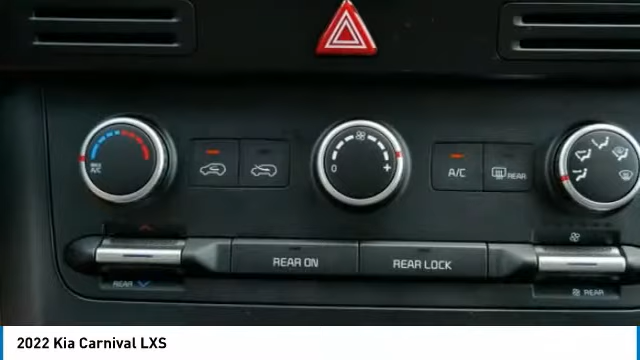 MAX
A/C
0
+
A/C
REAR
REAR
REAR ON
REAR LOCK
REAR
2022 Kia Carnival LXS